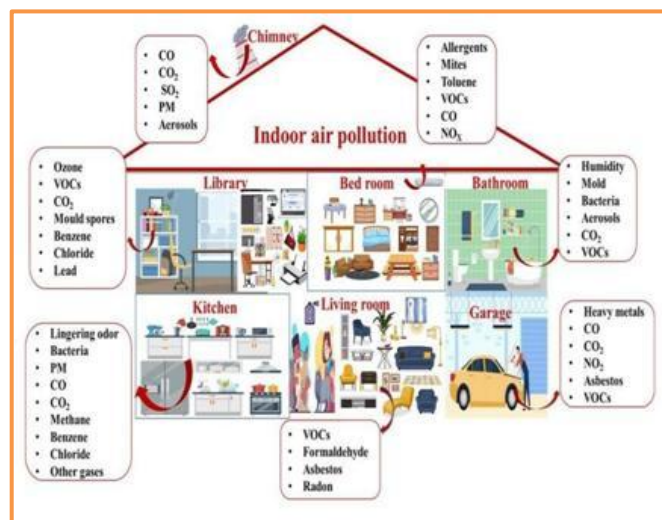 Chimney
• CO
• CO₂
• SO₂
• PM
• Aerosols
• Allergents
• Mites
• Toluene
• VOCs
• CO
• NOₓ
Indoor air pollution
• Ozone
• VOCs
• CO₂
• Mould spores
• Benzene
• Chloride
• Lead
Library
Bed room
Bathroom
• Humidity
• Mold
• Bacteria
• Aerosols
• CO₂
• VOCs
Kitchen
Living room
Garage
• Lingering odor
• Bacteria
• PM
• CO
• CO₂
• Methane
• Benzene
• Chloride
• Other gases
• Heavy metals
• CO
• CO₂
• NO₂
• Asbestos
• VOCs
• VOCs
• Formaldehyde
• Asbestos
• Radon